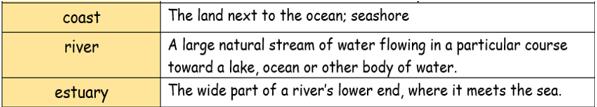 coast
The land next to the ocean; seashore
river
A large natural stream of water flowing in a particular course
toward a lake, ocean or other body of water.
estuary
The wide part of a river's lower end, where it meets the sea.